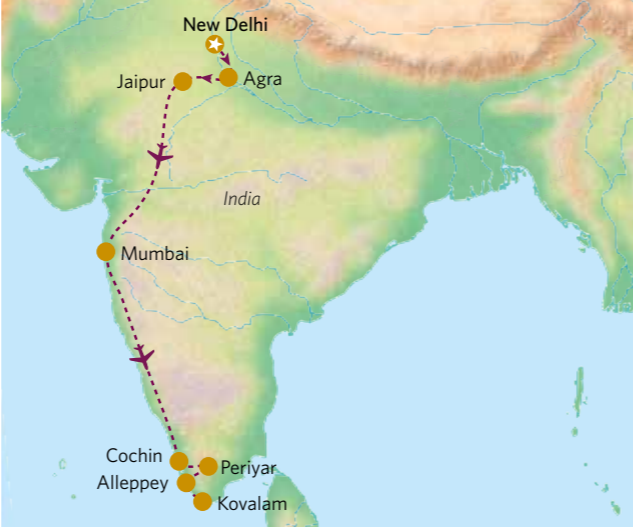 New Delhi
Jaipur
Agra
India
Mumbai
Cochin
Periyar
Alleppey
Kovalam